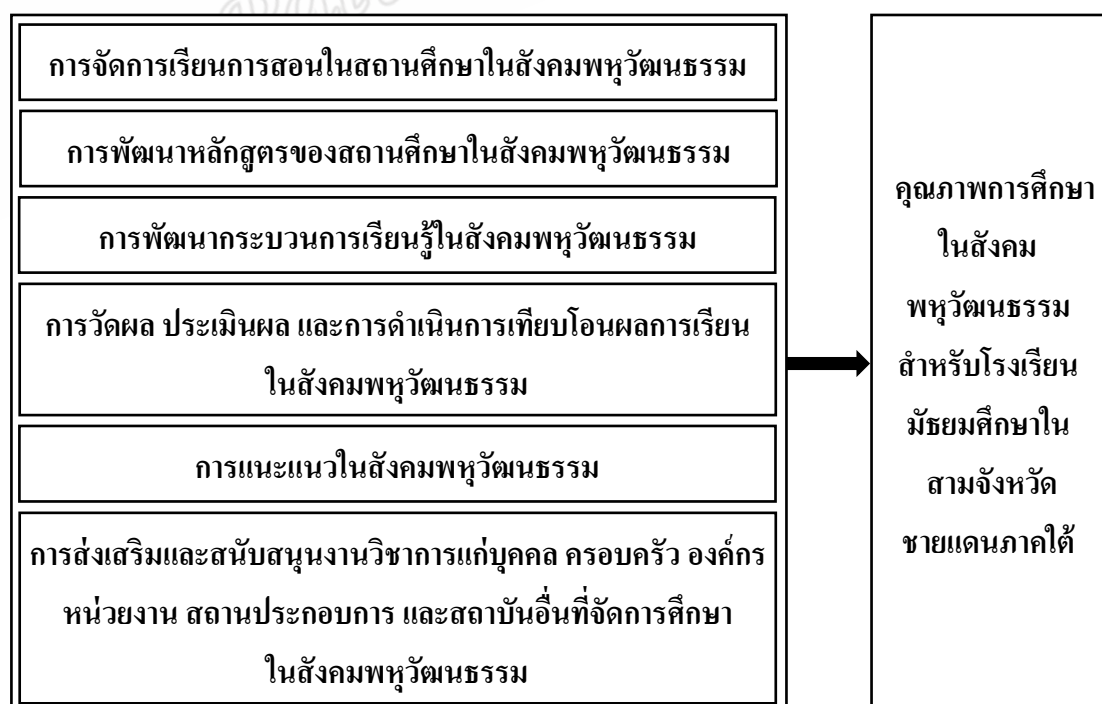 การจัดการเรียนการสอนในสถานศึกษาในสังคมพหุวัฒนธรรม
การพัฒนาหลักสูตรของสถานศึกษาในสังคมพหุวัฒนธรรม
การพัฒนากระบวนการเรียนรู้ในสังคมพหุวัฒนธรรม
การวัดผล ประเมินผล และการดำเนินการเทียบโอนผลการเรียน
ในสังคมพหุวัฒนธรรม
การแนะแนวในสังคมพหุวัฒนธรรม
การส่งเสริมและสนับสนุนงานวิชาการแก่บุคคล ครอบครัว องค์กร
หน่วยงาน สถานประกอบการ และสถาบันอื่นที่จัดการศึกษา
ในสังคมพหุวัฒนธรรม
คุณภาพการศึกษา
ในสังคม
พหุวัฒนธรรม
สำหรับโรงเรียน
มัธยมศึกษาใน
สามจังหวัด
ชายแดนภาคใต้